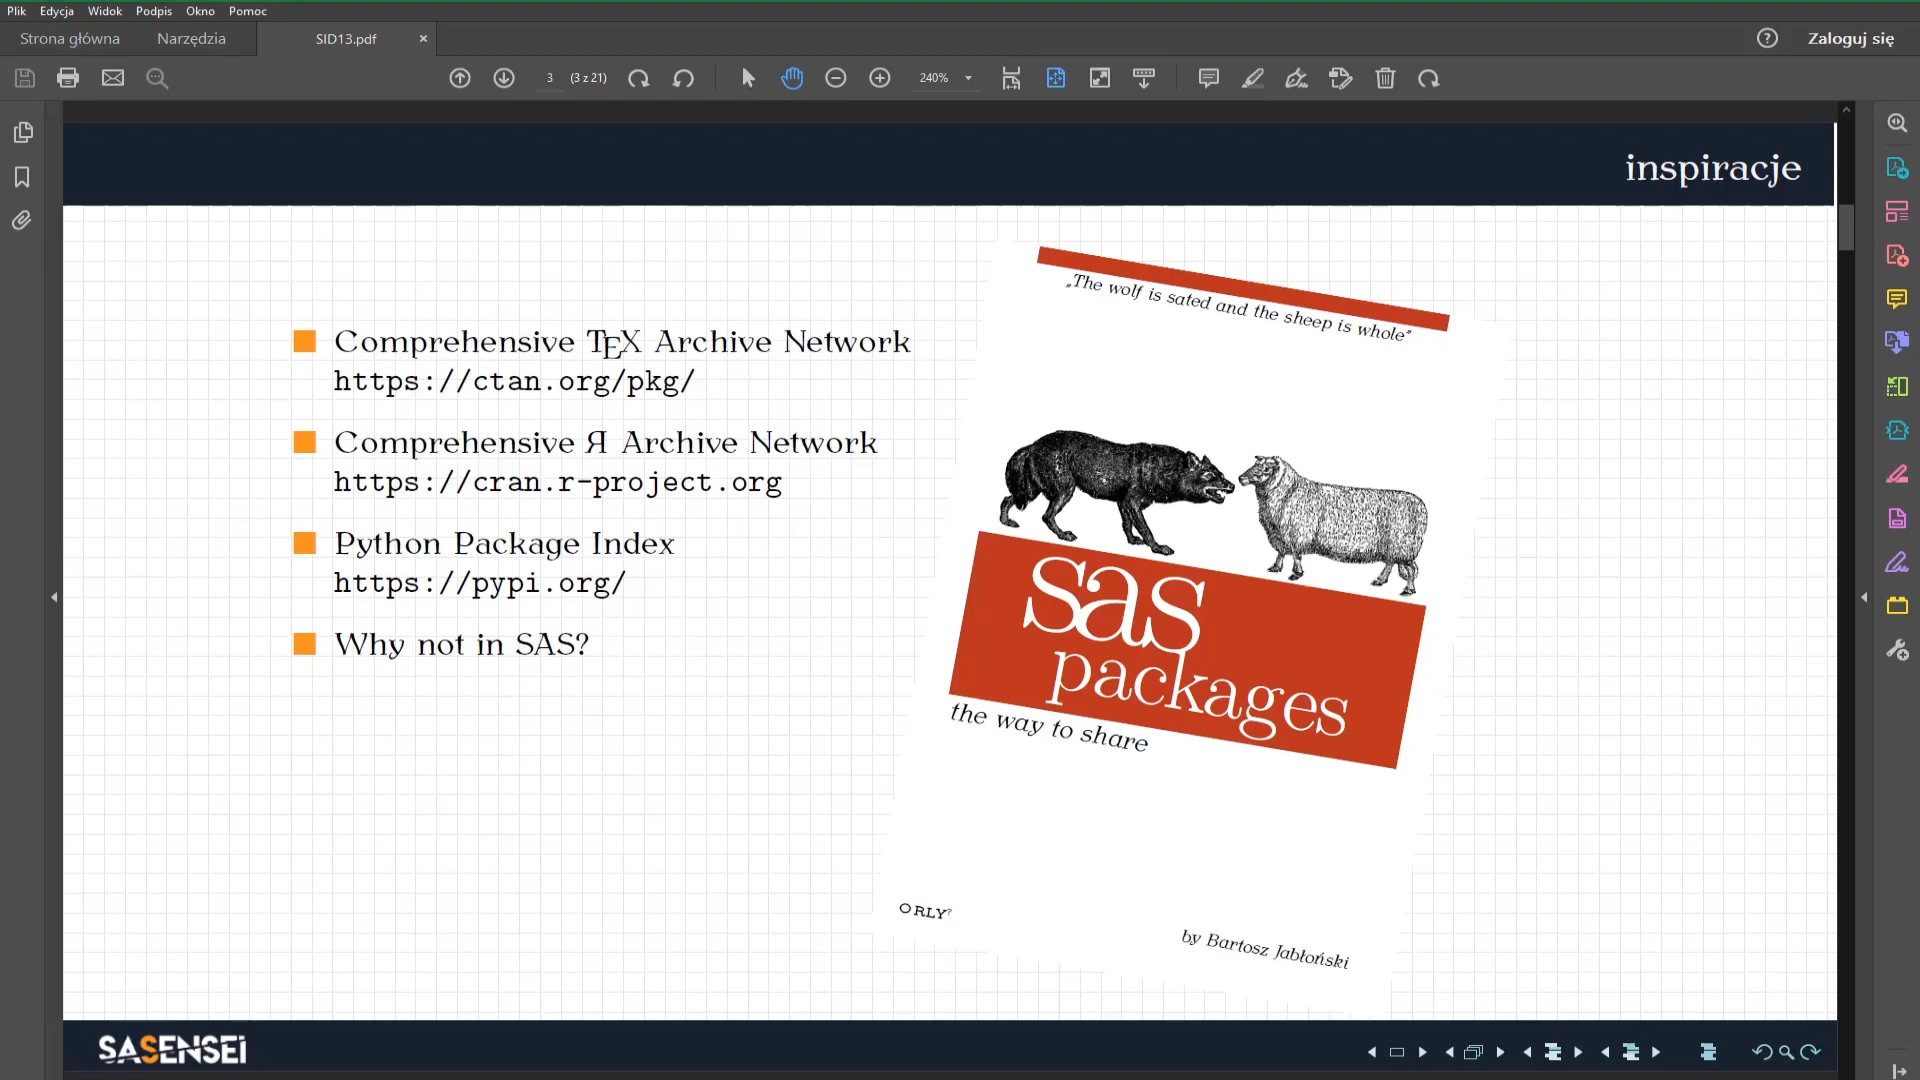 Plik Edycja Widok Podpis Okno Pomoc
Strona główna Narzędzia SID13.pdf × Zaloguj się
3 (3 z 21) 240%
inspiracje
Comprehensive TEX Archive Network
https://ctan.org/pkg/
Comprehensive Я Archive Network
https://cran.r-project.org
Python Package Index
https://pypi.org/
Why not in SAS?
„The wolf is sated and the sheep is whole”
sas
packages
the way to share
O RLY?
by Bartosz Jabłoński
SASENSEI